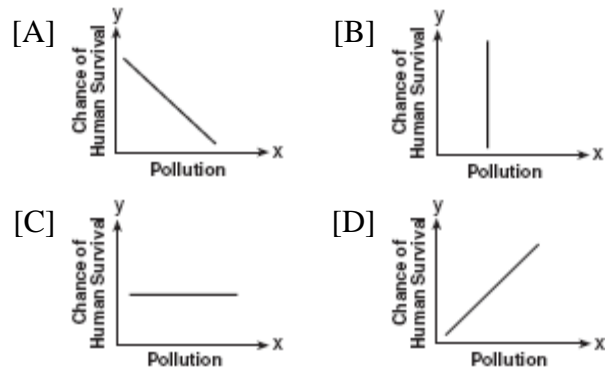 [A]
y
Chance of
Human Survival
x
Pollution
[B]
y
Chance of
Human Survival
x
Pollution
[C]
y
Chance of
Human Survival
x
Pollution
[D]
y
Chance of
Human Survival
x
Pollution